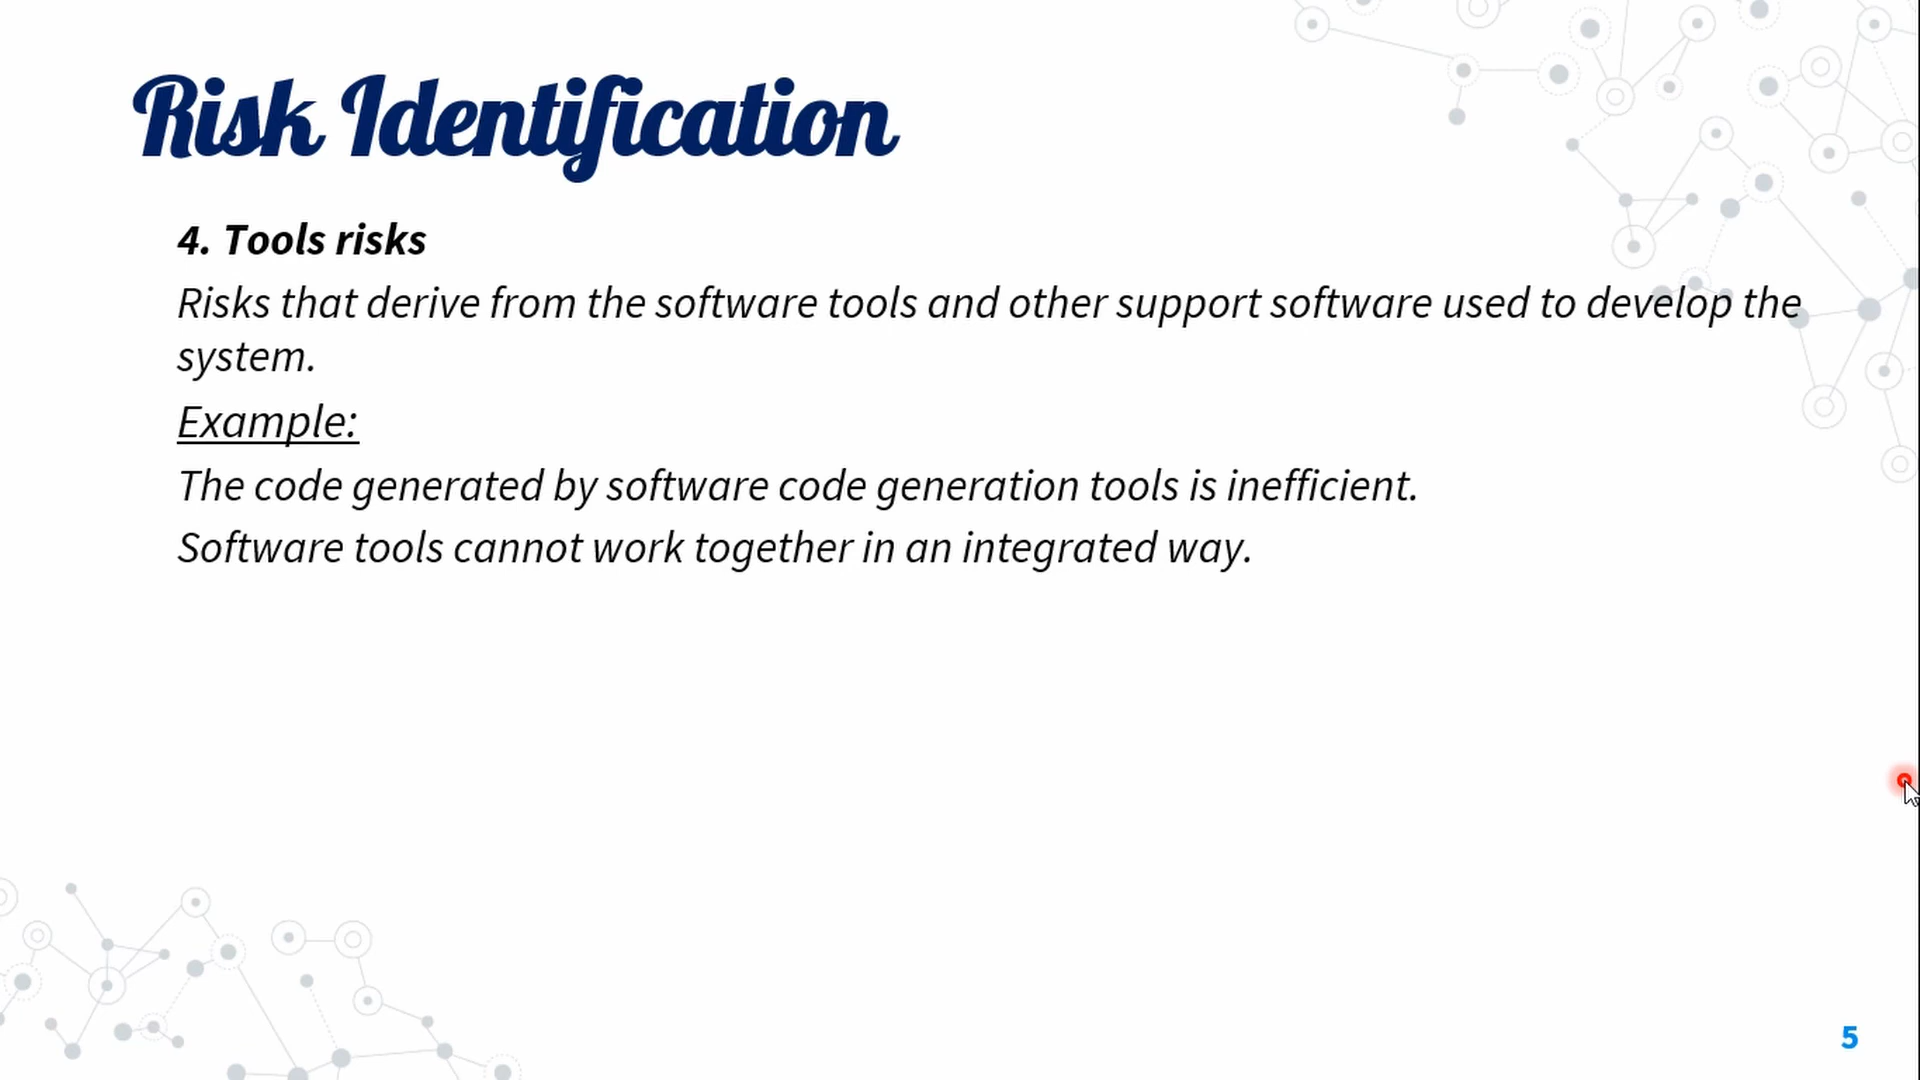 Risk Identification
4. Tools risks
Risks that derive from the software tools and other support software used to develop the
system.
Example:
The code generated by software code generation tools is inefficient.
Software tools cannot work together in an integrated way.
5